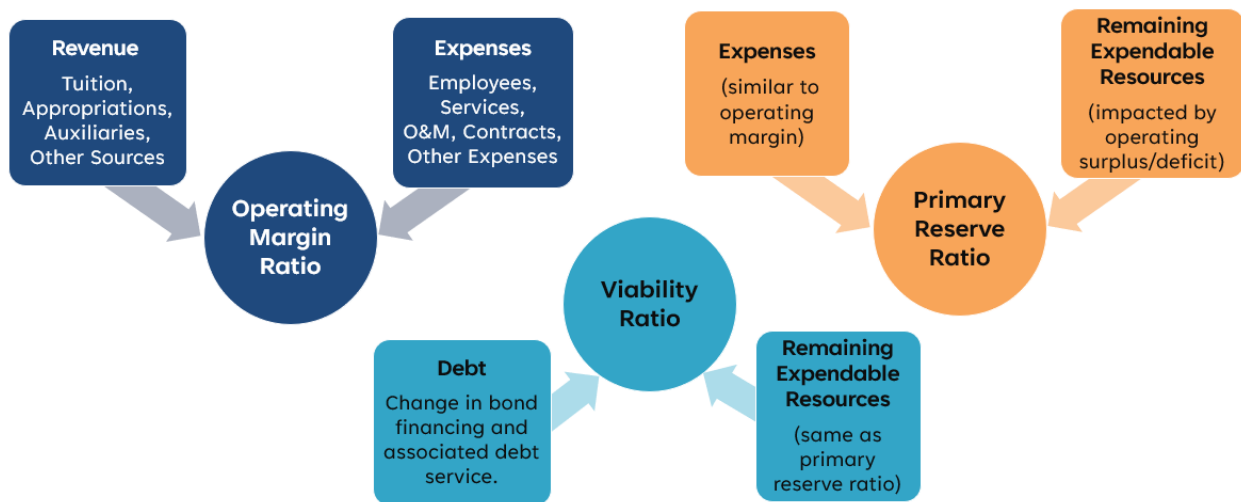 Revenue
Tuition,
Appropriations,
Auxiliaries,
Other Sources
Expenses
Employees,
Services,
O&M, Contracts,
Other Expenses
Operating
Margin
Ratio
Expenses
(similar to
operating
margin)
Remaining
Expendable
Resources
(impacted by
operating
surplus/deficit)
Primary
Reserve
Ratio
Viability
Ratio
Debt
Change in bond
financing and
associated debt
service.
Remaining
Expendable
Resources
(same as
primary
reserve ratio)